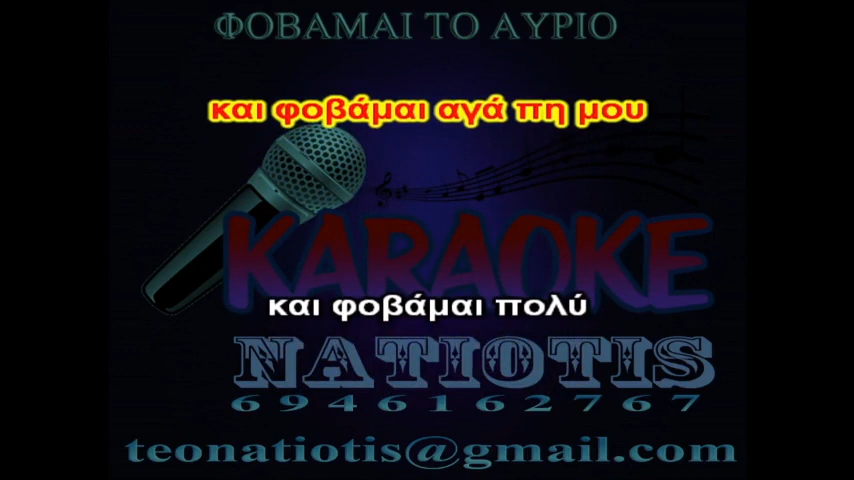 ΦΟΒΑΜΑΙ ΤΟ ΑΥΡΙΟ
και φοβάμαι αγά πη μου
KARAOKE
και φοβάμαι πολύ
NATIOTIS
6946162767
teonatiotis@gmail.com